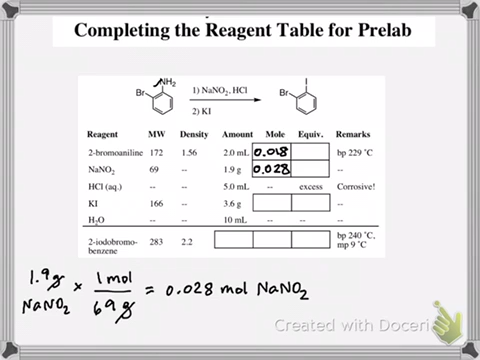 Completing the Reagent Table for Prelab
NH₂
Br
1) NaNO₂, HCl
2) KI
I
Br
Reagent MW Density Amount Mole Equiv. Remarks
2-bromoaniline 172 1.56 2.0 mL 0.018 bp 229 ˚C
NaNO₂ 69 -- 1.9 g 0.028 --
HCl (aq.) -- -- 5.0 mL -- excess Corrosive!
KI 166 -- 3.6 g --
H₂O -- -- 10 mL -- -- --
2-iodobromo- 283 2.2 bp 240 ˚C,
benzene mp 9 ˚C
1.9 g NaNO₂ × 1 mol / 69 g = 0.028 mol NaNO₂
Created with Doceri